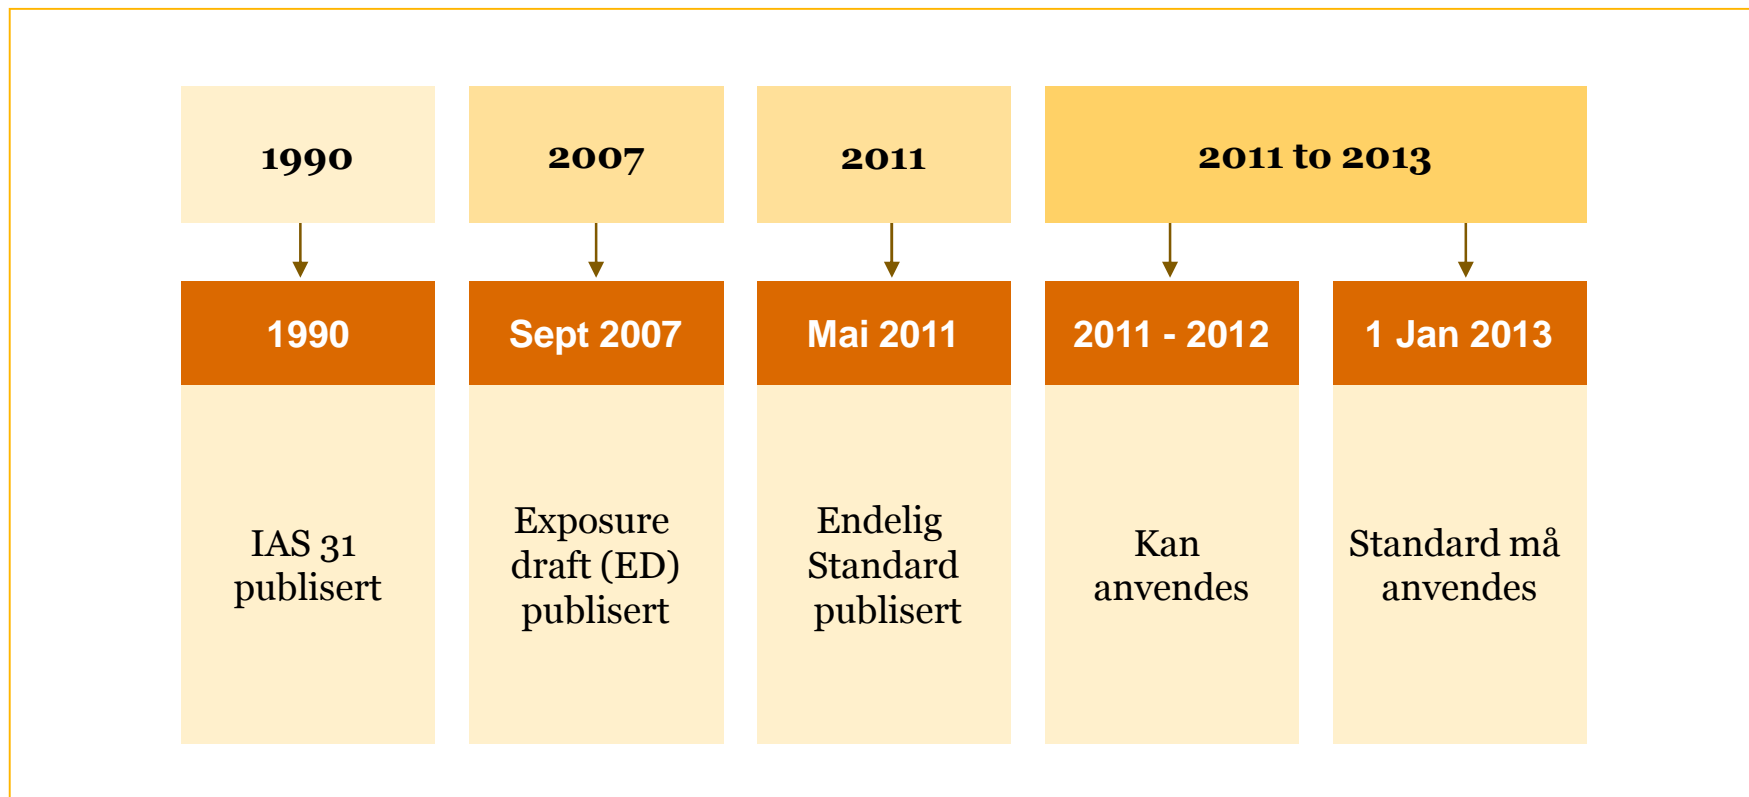 1990
2007
2011
2011 to 2013
1990
Sept 2007
Mai 2011
2011 - 2012
1 Jan 2013
IAS 31
publisert
Exposure
draft (ED)
publisert
Endelig
Standard
publisert
Kan
anvendes
Standard må
anvendes